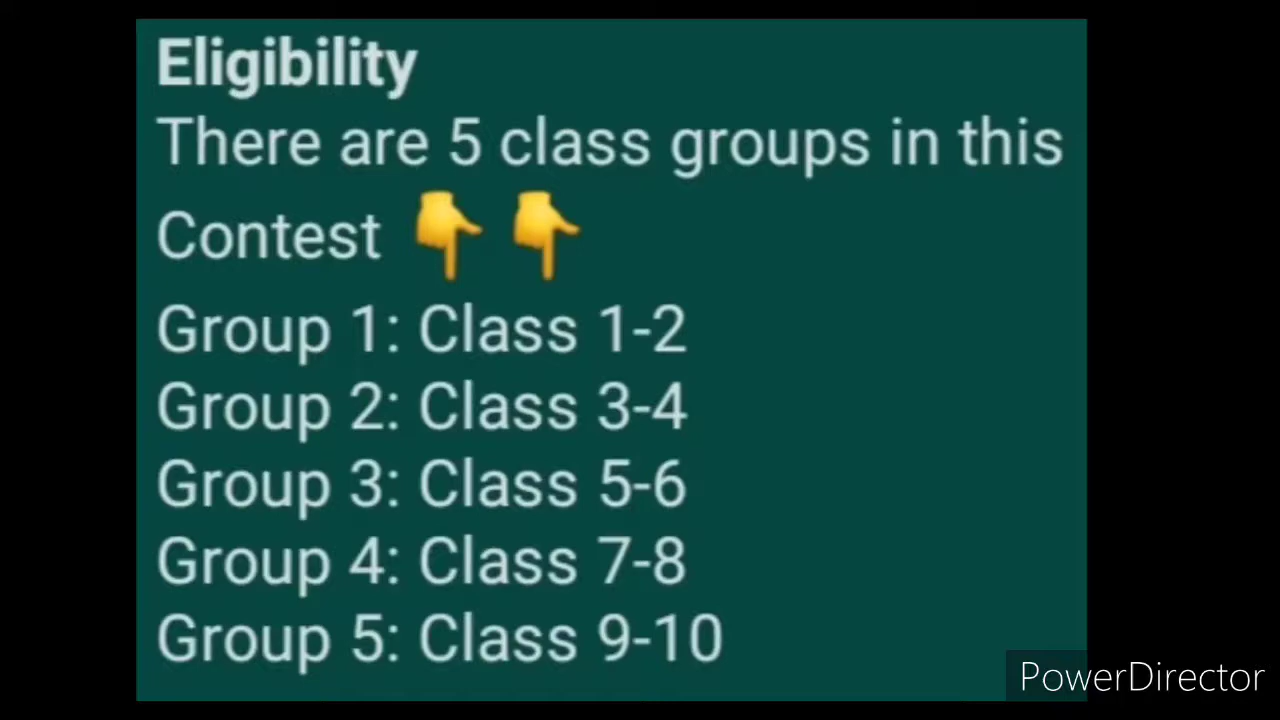 Eligibility
There are 5 class groups in this
Contest 👇 👇
Group 1: Class 1-2
Group 2: Class 3-4
Group 3: Class 5-6
Group 4: Class 7-8
Group 5: Class 9-10
PowerDirector